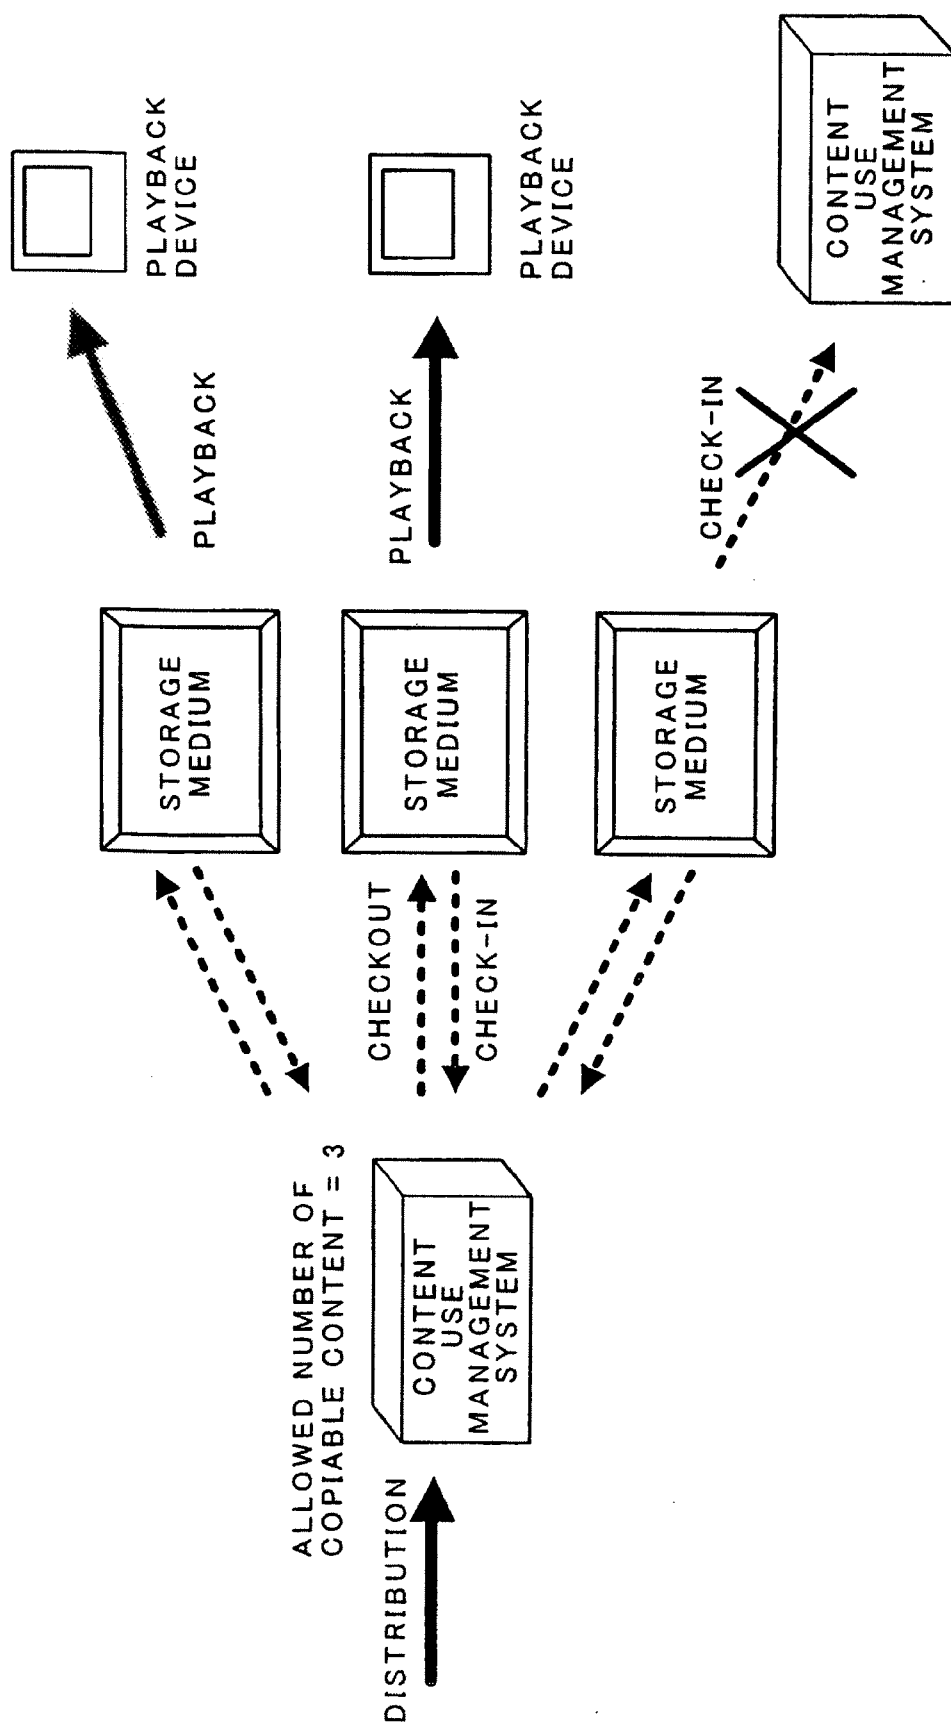 DISTRIBUTION
ALLOWED NUMBER OF
COPIABLE CONTENT = 3
CONTENT
USE
MANAGEMENT
SYSTEM
CHECKOUT
CHECK-IN
STORAGE
MEDIUM
STORAGE
MEDIUM
STORAGE
MEDIUM
PLAYBACK
PLAYBACK
CHECK-IN
PLAYBACK
DEVICE
PLAYBACK
DEVICE
CONTENT
USE
MANAGEMENT
SYSTEM